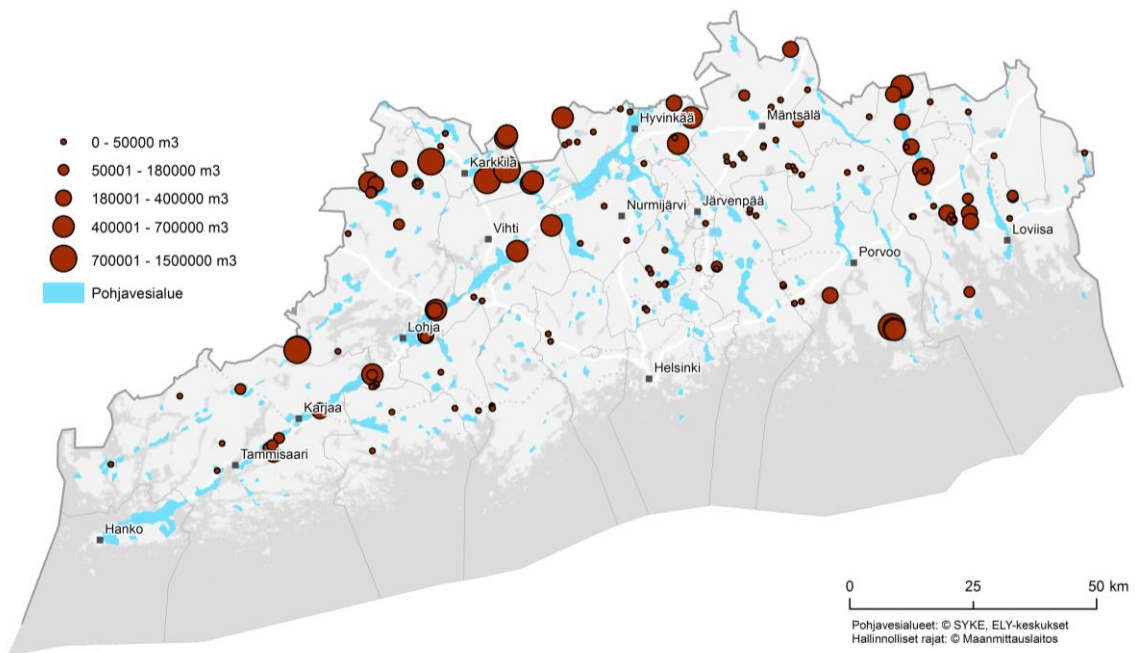 0 - 50000 m3
50001 - 180000 m3
180001 - 400000 m3
400001 - 700000 m3
700001 - 1500000 m3
Pohjavesialue
Hyvinkää
Mäntsälä
Karkkila
Nurmijärvi
Järvenpää
Vihti
Loviisa
Porvoo
Lohja
Helsinki
Karjaa
Tammisaari
Hanko
0 25 50 km
Pohjavesialueet: © SYKE, ELY-keskukset
Hallinnolliset rajat: © Maanmittauslaitos